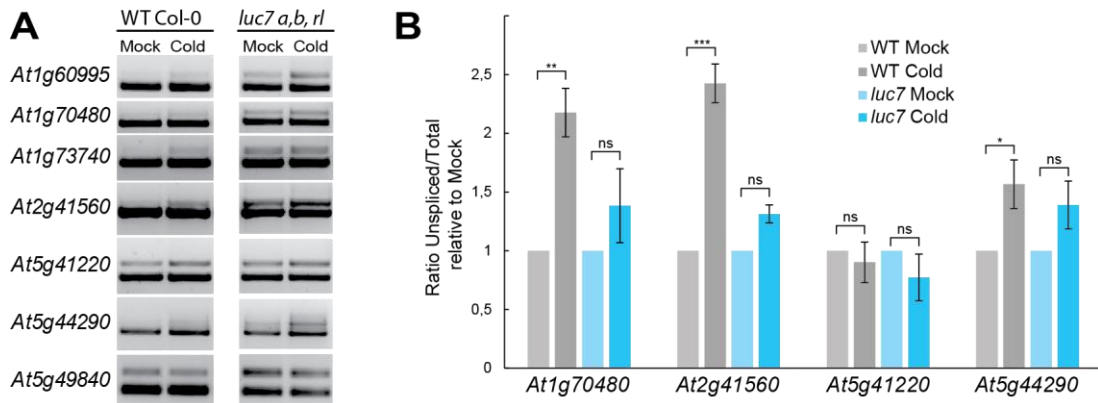 A
WT Col-0 luc7 a,b, rl
Mock Cold Mock Cold
At1g60995
At1g70480
At1g73740
At2g41560
At5g41220
At5g44290
At5g49840
B
Ratio Unspliced/Total
relative to Mock
2,5
2
1,5
1
0,5
0
** ns *** ns ns ns * ns
WT Mock
WT Cold
luc7 Mock
luc7 Cold
At1g70480 At2g41560 At5g41220 At5g44290